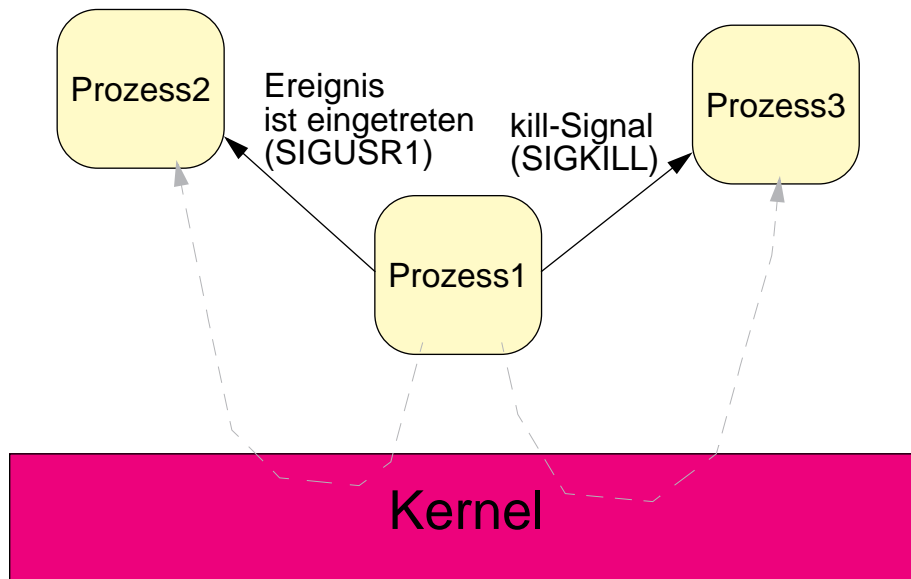 Prozess2
Ereignis
ist eingetreten
(SIGUSR1)
kill-Signal
(SIGKILL)
Prozess3
Prozess1
Kernel